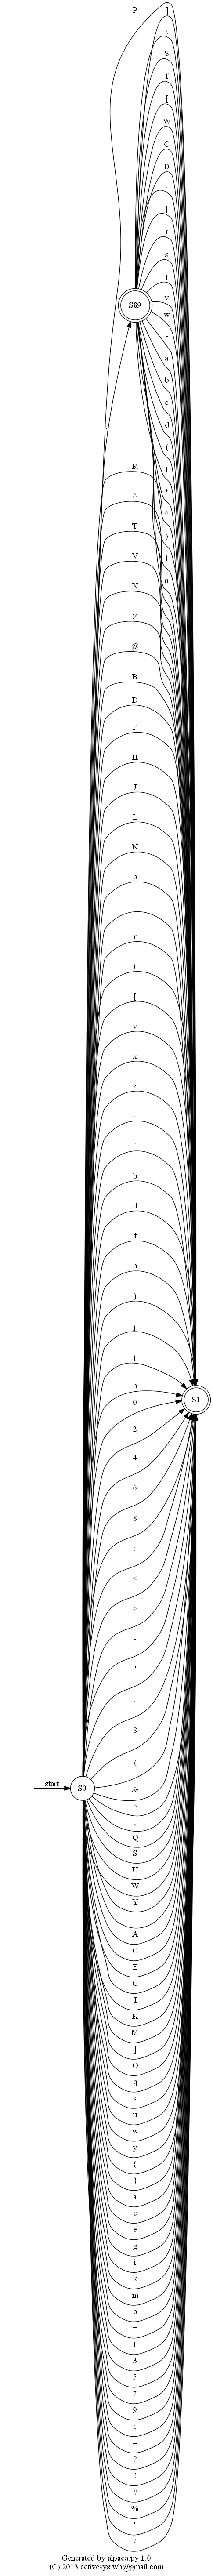 P
]
\
S
f
[
W
C
D
.
|
r
s
t
v
w
-
a
b
c
d
(
+
*
^
)
l
n
S89
R
^
T
V
X
Z
@
B
D
F
H
J
L
N
p
|
r
t
[
v
x
z
~
b
d
f
h
)
j
l
n
S1
0
2
4
6
8
:
<
>
"
$
(
&
start
S0
*
Q
S
U
W
Y
_
A
C
E
G
I
K
M
]
O
q
s
u
w
y
{
}
a
c
e
g
i
k
m
o
+
1
3
5
7
9
;
=
?
!
#
%
'
/
Generated by alpaca.py 1.0
(C) 2013 activesys.wb@gmail.com